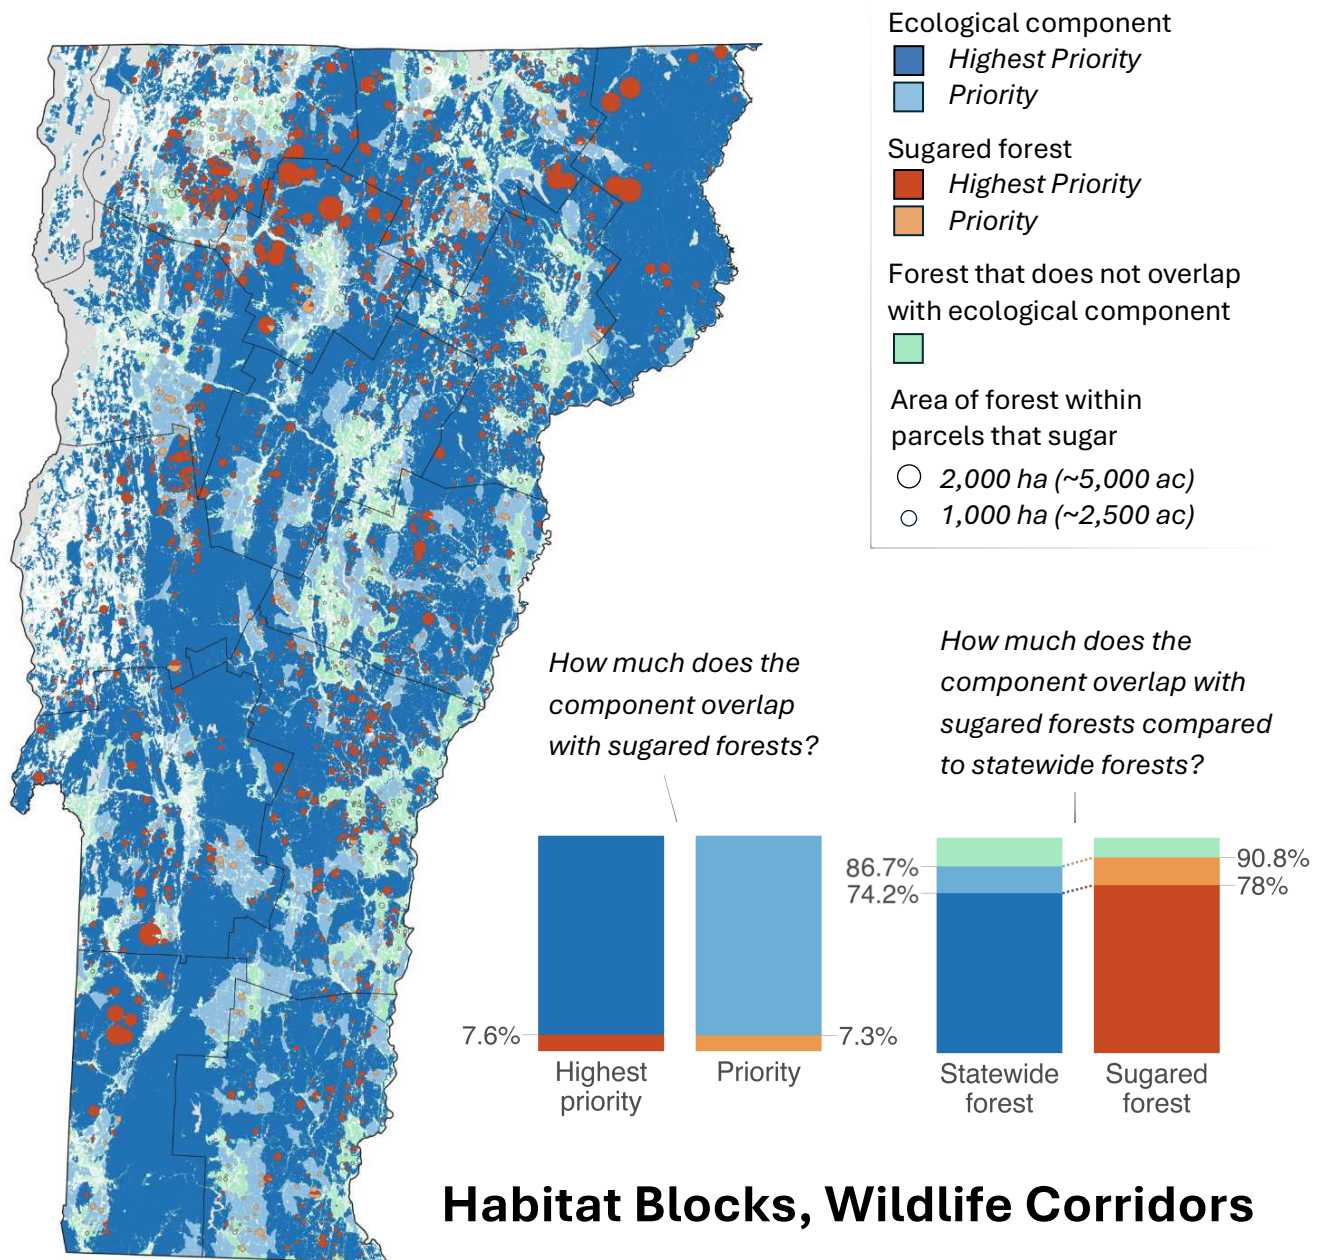 Ecological component
Highest Priority
Priority
Sugared forest
Highest Priority
Priority
Forest that does not overlap
with ecological component
Area of forest within
parcels that sugar
2,000 ha (~5,000 ac)
1,000 ha (~2,500 ac)
How much does the
component overlap
with sugared forests?
How much does the
component overlap with
sugared forests compared
to statewide forests?
7.6%
7.3%
Highest
priority
Priority
86.7%
74.2%
90.8%
78%
Statewide
forest
Sugared
forest
Habitat Blocks, Wildlife Corridors